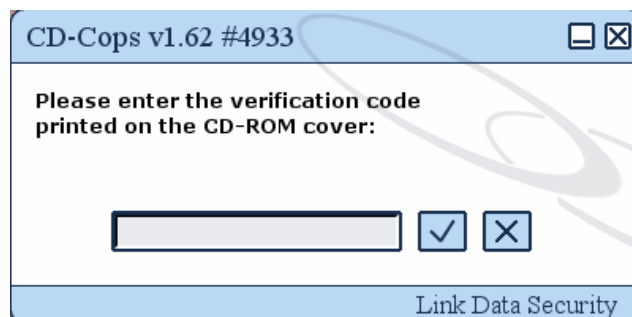 CD-Cops v1.62 #4933
Please enter the verification code
printed on the CD-ROM cover:
Link Data Security